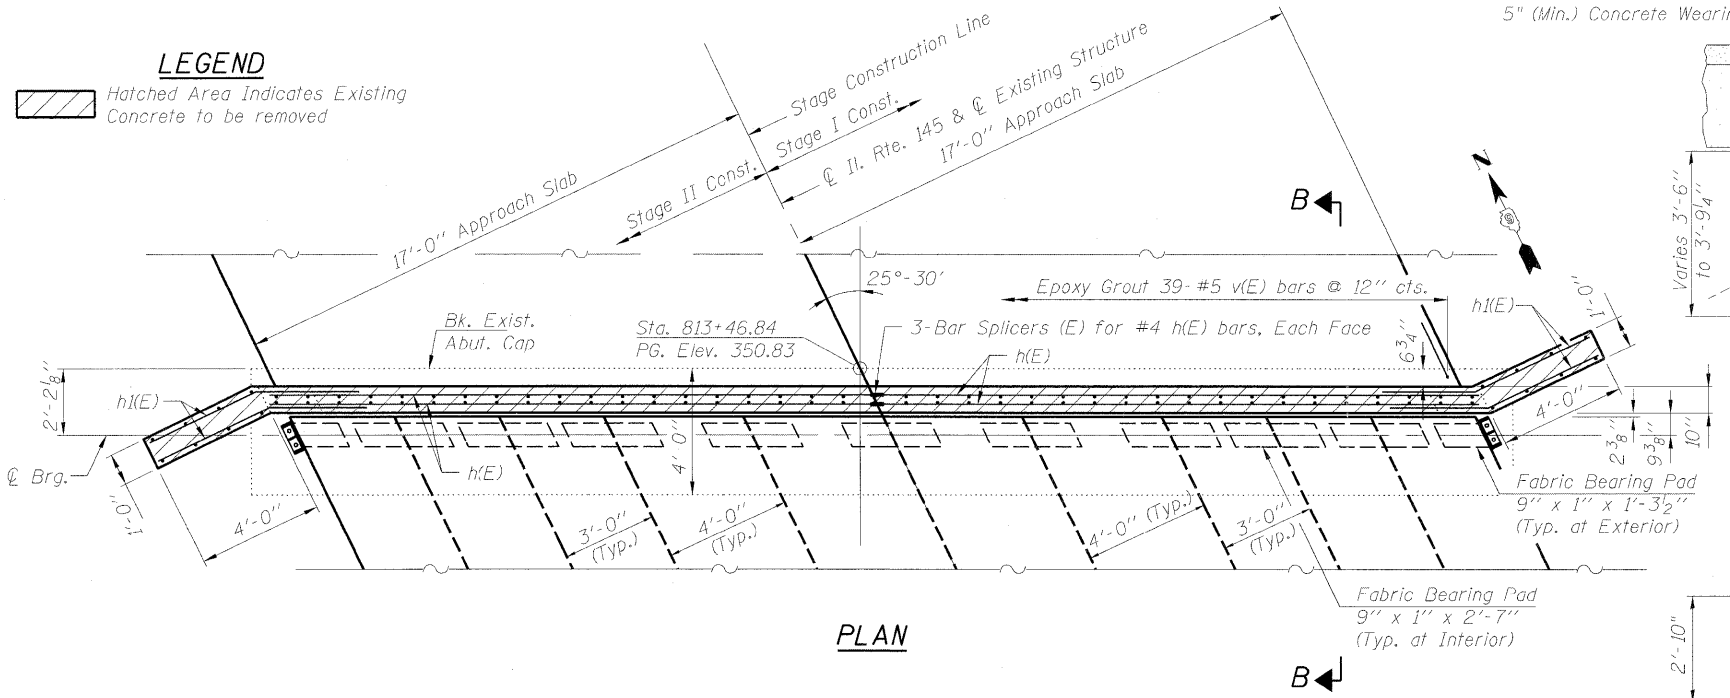 5" (Min.) Concrete Wearin
LEGEND
Hatched Area Indicates Existing
Concrete to be removed
Stage Construction Line
Stage I Const.
Stage II Const.
℄ Il. Rte. 145 & ℄ Existing Structure
17'-0" Approach Slab
17'-0" Approach Slab
B
N
Varies 3'-6"
to 3'-9¼"
25°-30'
Epoxy Grout 39- #5 v(E) bars @ 12" cts.
h1(E)
1'-0"
Bk. Exist.
Abut. Cap
Sta. 813+46.84
PG. Elev. 350.83
3-Bar Splicers (E) for #4 h(E) bars, Each Face
h(E)
6¾"
2'-2⅛"
h1(E)
4'-0"
h(E)
4'-0"
2⅜"
9⅜"
10"
℄ Brg.
1'-0"
4'-0"
3'-0"
(Typ.)
4'-0"
(Typ.)
4'-0" (Typ.)
3'-0"
(Typ.)
Fabric Bearing Pad
9" x 1" x 1'-3½"
(Typ. at Exterior)
Fabric Bearing Pad
9" x 1" x 2'-7"
(Typ. at Interior)
PLAN
B
2'-10"